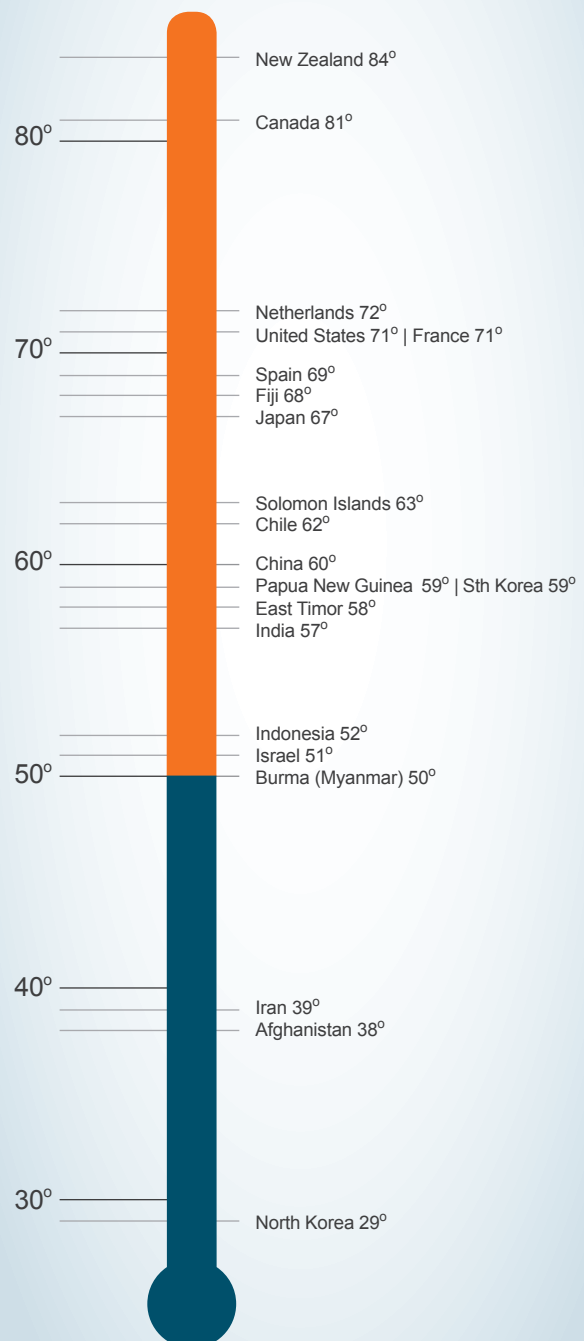 New Zealand 84°
Canada 81°
80°
Netherlands 72°
United States 71° | France 71°
70°
Spain 69°
Fiji 68°
Japan 67°
Solomon Islands 63°
Chile 62°
60°
China 60°
Papua New Guinea 59° | Sth Korea 59°
East Timor 58°
India 57°
Indonesia 52°
Israel 51°
50°
Burma (Myanmar) 50°
40°
Iran 39°
Afghanistan 38°
30°
North Korea 29°